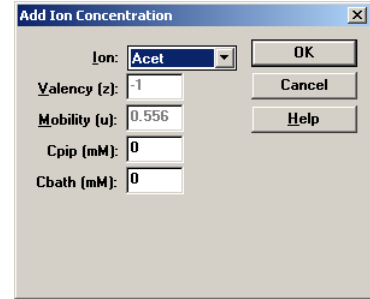 Add Ion Concentration
Ion: Acet OK
Valency (z): -1 Cancel
Mobility (u): 0.556 Help
Cpip (mM): 0
Cbath (mM): 0